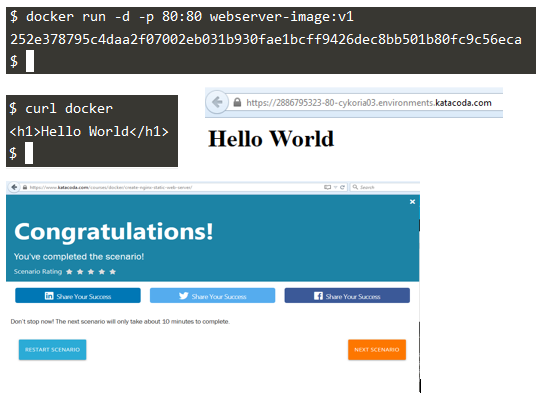 $ docker run -d -p 80:80 webserver-image:v1
252e378795c4daa2f07002eb031b930fae1bcff9426dec8bb501b80fc9c56eca
$
$ curl docker
<h1>Hello World</h1>
$
https://2886795323-80-cykoria03.environments.katacoda.com
Hello World
https://www.katacoda.com/courses/docker/create-nginx-static-web-server/
Search
Congratulations!
You've completed the scenario!
Scenario Rating ★ ★ ★ ★ ★
Share Your Success
Share Your Success
Share Your Success
Don't stop now! The next scenario will only take about 10 minutes to complete.
RESTART SCENARIO
NEXT SCENARIO